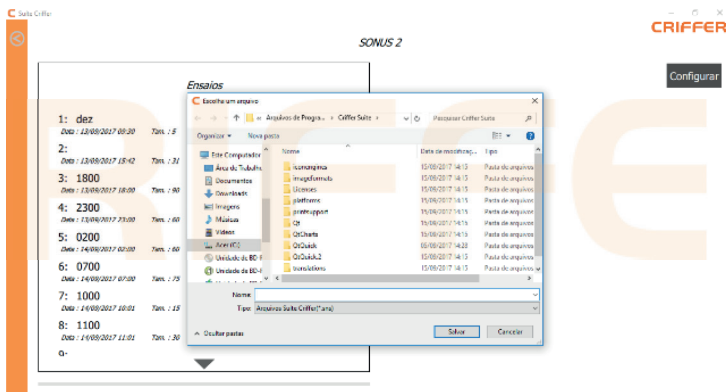 Suite Criffer
CRIFFER
SONUS 2
Configurar
Ensaios
1: dez
Data : 13/09/2017 09:30 Tam. : 5
2:
Data : 13/09/2017 15:42 Tam. : 31
3: 1800
Data : 13/09/2017 18:00 Tam. : 90
4: 2300
Data : 13/09/2017 23:00 Tam. : 60
5: 0200
Data : 14/09/2017 02:00 Tam. : 60
6: 0700
Data : 14/09/2017 07:00 Tam. : 75
7: 1000
Data : 14/09/2017 10:01 Tam. : 15
8: 1100
Data : 14/09/2017 11:01 Tam. : 30
9:
Escolha um arquivo
« Arquivos de Progra... › Criffer Suite ›
Pesquisar Criffer Suite
Organizar Nova pasta
Nome Data de modificaç... Tipo
Este Computador
Área de Trabalho
Documentos
Downloads
Imagens
Músicas
Vídeos
Acer (C:)
Unidade de BD-R
Unidade de BD-R
iconengines 15/09/2017 14:15 Pasta de arquivos
imageformats 15/09/2017 14:15 Pasta de arquivos
Licenses 15/09/2017 14:15 Pasta de arquivos
platforms 15/09/2017 14:15 Pasta de arquivos
printsupport 15/09/2017 14:15 Pasta de arquivos
Qt 15/09/2017 14:15 Pasta de arquivos
QtCharts 15/09/2017 14:15 Pasta de arquivos
QtQuick 14:28 Pasta de arquivos
QtQuick.2 15/09/2017 14:15 Pasta de arquivos
translations 15/09/2017 14:15 Pasta de arquivos
Nome:
Tipo: Arquivos Suite Criffer(*.sns)
Ocultar pastas
Salvar
Cancelar
RIFFE